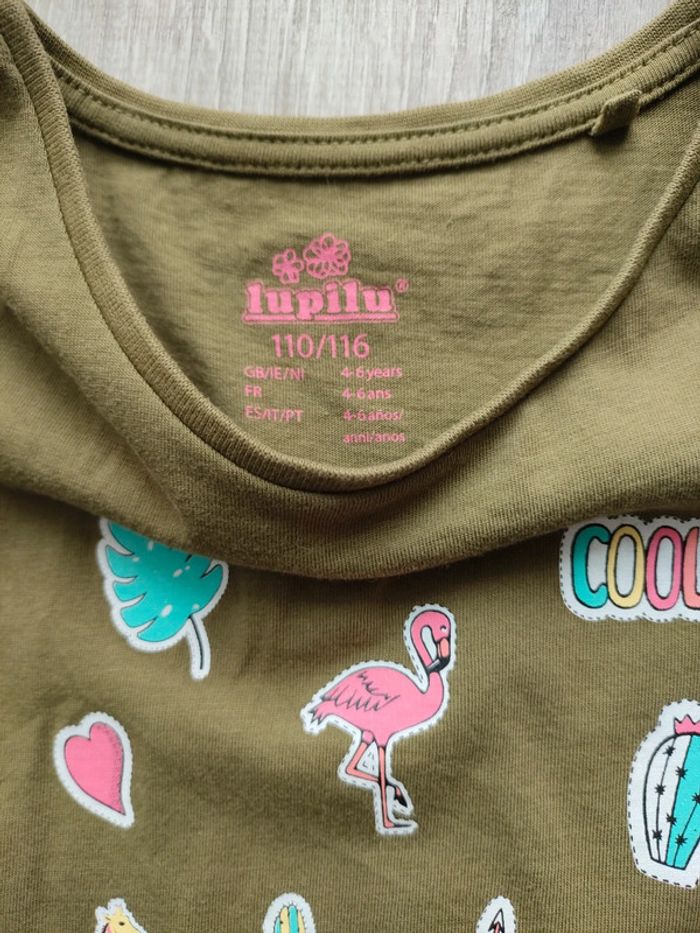 lupilu®
110/116
GB/IE/NI 4-6 years
FR 4-6 ans
ES/IT/PT 4-6 años/
anni/anos
COOL